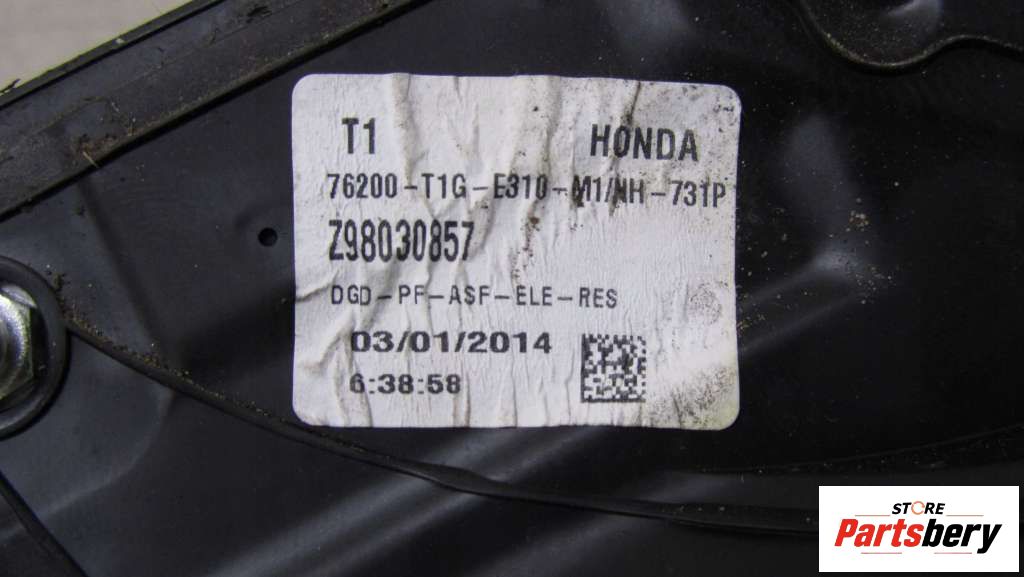 T1 HONDA
76200-T1G-E310-M1/NH-731P
Z98030857
DGD-PF-ASF-ELE-RES
03/01/2014
6:38:58
STORE
Partsbery